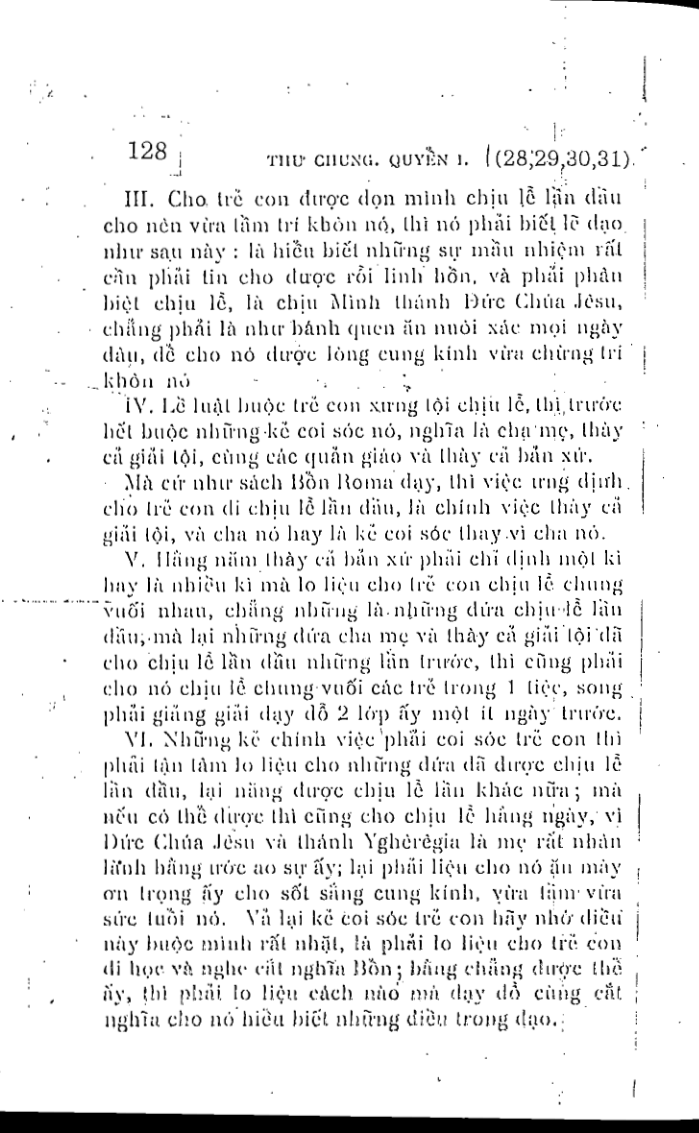 128 THƯ CHUNG. QUYỀN I. (28,29,30,31)
III. Cho trẻ con được dọn mình chịu lễ lần đầu
cho nên vừa tầm trí khôn nó, thì nó phải biết lẽ đạo
như sau này : là hiểu biết những sự mầu nhiệm rất
cần phải tin cho được rỗi linh hồn, và phải phân
biệt chịu lễ, là chịu Mình thánh Đức Chúa Jêsu,
chẳng phải là như bánh quen ăn nuôi xác mọi ngày
đâu, để cho nó được lòng cung kính vừa chừng trí
khôn nó
IV. Lề luật buộc trẻ con xưng tội chịu lễ, thì trước
hết buộc những kẻ coi sóc nó, nghĩa là cha mẹ, thày
cả giải tội, cùng các quản giáo và thày cả bản xứ.
Mà cứ như sách Bổn Roma dạy, thì việc ưng định
cho trẻ con đi chịu lễ lần đầu, là chính việc thày cả
giải tội, và cha nó hay là kẻ coi sóc thay vì cha nó.
V. Hằng năm thày cả bản xứ phải chỉ định một kì
hay là nhiều kì mà lo liệu cho trẻ con chịu lễ chung
vuối nhau, chẳng những là những đứa chịu lễ lần
đầu, mà lại những đứa cha mẹ và thày cả giải tội đã
cho chịu lễ lần đầu những lần trước, thì cũng phải
cho nó chịu lễ chung vuối các trẻ trong 1 tiệc, song
phải giảng giải dạy dỗ 2 lớp ấy một ít ngày trước.
VI. Những kẻ chính việc phải coi sóc trẻ con thì
phải tận tâm lo liệu cho những đứa đã được chịu lễ
lần đầu, lại năng được chịu lễ lần khác nữa ; mà
nếu có thể được thì cũng cho chịu lễ hằng ngày, vì
Đức Chúa Jêsu và thánh Yghêrêgia là mẹ rất nhân
lành hằng ước ao sự ấy; lại phải liệu cho nó ăn mày
ơn trọng ấy cho sốt sắng cung kính, vừa tầm vừa
sức tuổi nó. Vả lại kẻ coi sóc trẻ con hãy nhớ điều
này buộc mình rất nhặt, là phải lo liệu cho trẻ con
đi học và nghe cắt nghĩa Bổn ; bằng chẳng được thể
ấy, thì phải lo liệu cách nào mà dạy dỗ cùng cắt
nghĩa cho nó hiểu biết những điều trong đạo.